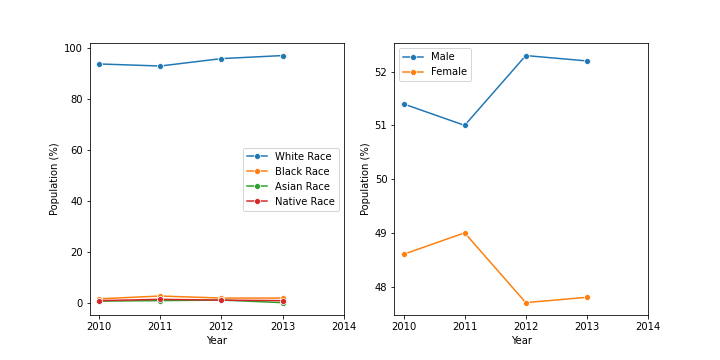 100
80
60
40
20
0
Population (%)
White Race
Black Race
Asian Race
Native Race
2010 2011 2012 2013 2014
Year
Male
Female
52
51
50
49
48
Population (%)
2010 2011 2012 2013 2014
Year